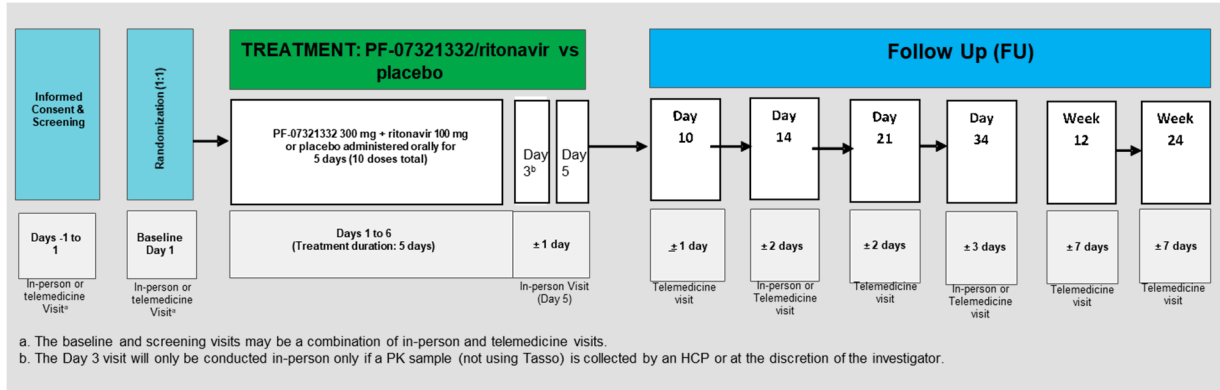 TREATMENT: PF-07321332/ritonavir vs
placebo
Follow Up (FU)
Informed
Consent &
Screening
Randomization (1:1)
PF-07321332 300 mg + ritonavir 100 mg
or placebo administered orally for
5 days (10 doses total)
Day
3ᵇ
Day
5
Day
10
Day
14
Day
21
Day
34
Week
12
Week
24
Days -1 to
1
Baseline
Day 1
Days 1 to 6
(Treatment duration: 5 days)
± 1 day
± 1 day
± 2 days
± 2 days
± 3 days
± 7 days
± 7 days
In-person or
telemedicine
Visitᵃ
In-person or
telemedicine
Visitᵃ
In-person Visit
(Day 5)
Telemedicine
visit
In-person or
Telemedicine
visit
Telemedicine
visit
In-person or
Telemedicine
visit
Telemedicine
visit
Telemedicine
visit
a. The baseline and screening visits may be a combination of in-person and telemedicine visits.
b. The Day 3 visit will only be conducted in-person only if a PK sample (not using Tasso) is collected by an HCP or at the discretion of the investigator.